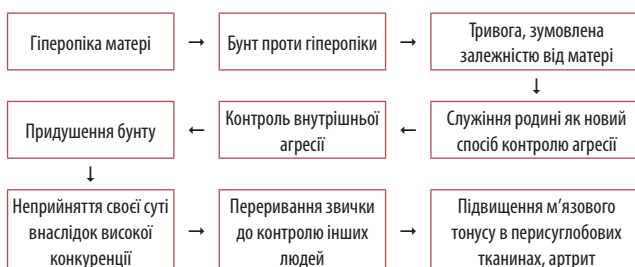 Гіперопіка матері
→
Бунт проти гіперопіки
→
Тривога, зумовлена
залежністю від матері
↓
Служіння родині як новий
спосіб контролю агресії
←
Контроль внутрішньої
агресії
←
Придушення бунту
↓
Неприйняття своєї суті
внаслідок високої
конкуренції
→
Переривання звички
до контролю інших
людей
→
Підвищення м’язового
тонусу в перисуглобових
тканинах, артрит